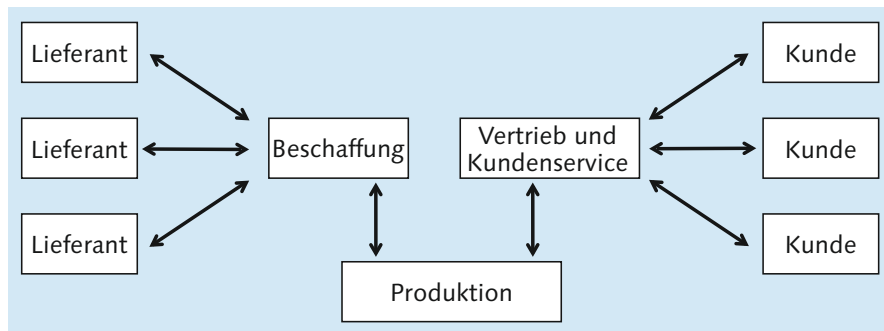 Lieferant
Kunde
Lieferant
Beschaffung
Vertrieb und
Kundenservice
Kunde
Lieferant
Kunde
Produktion